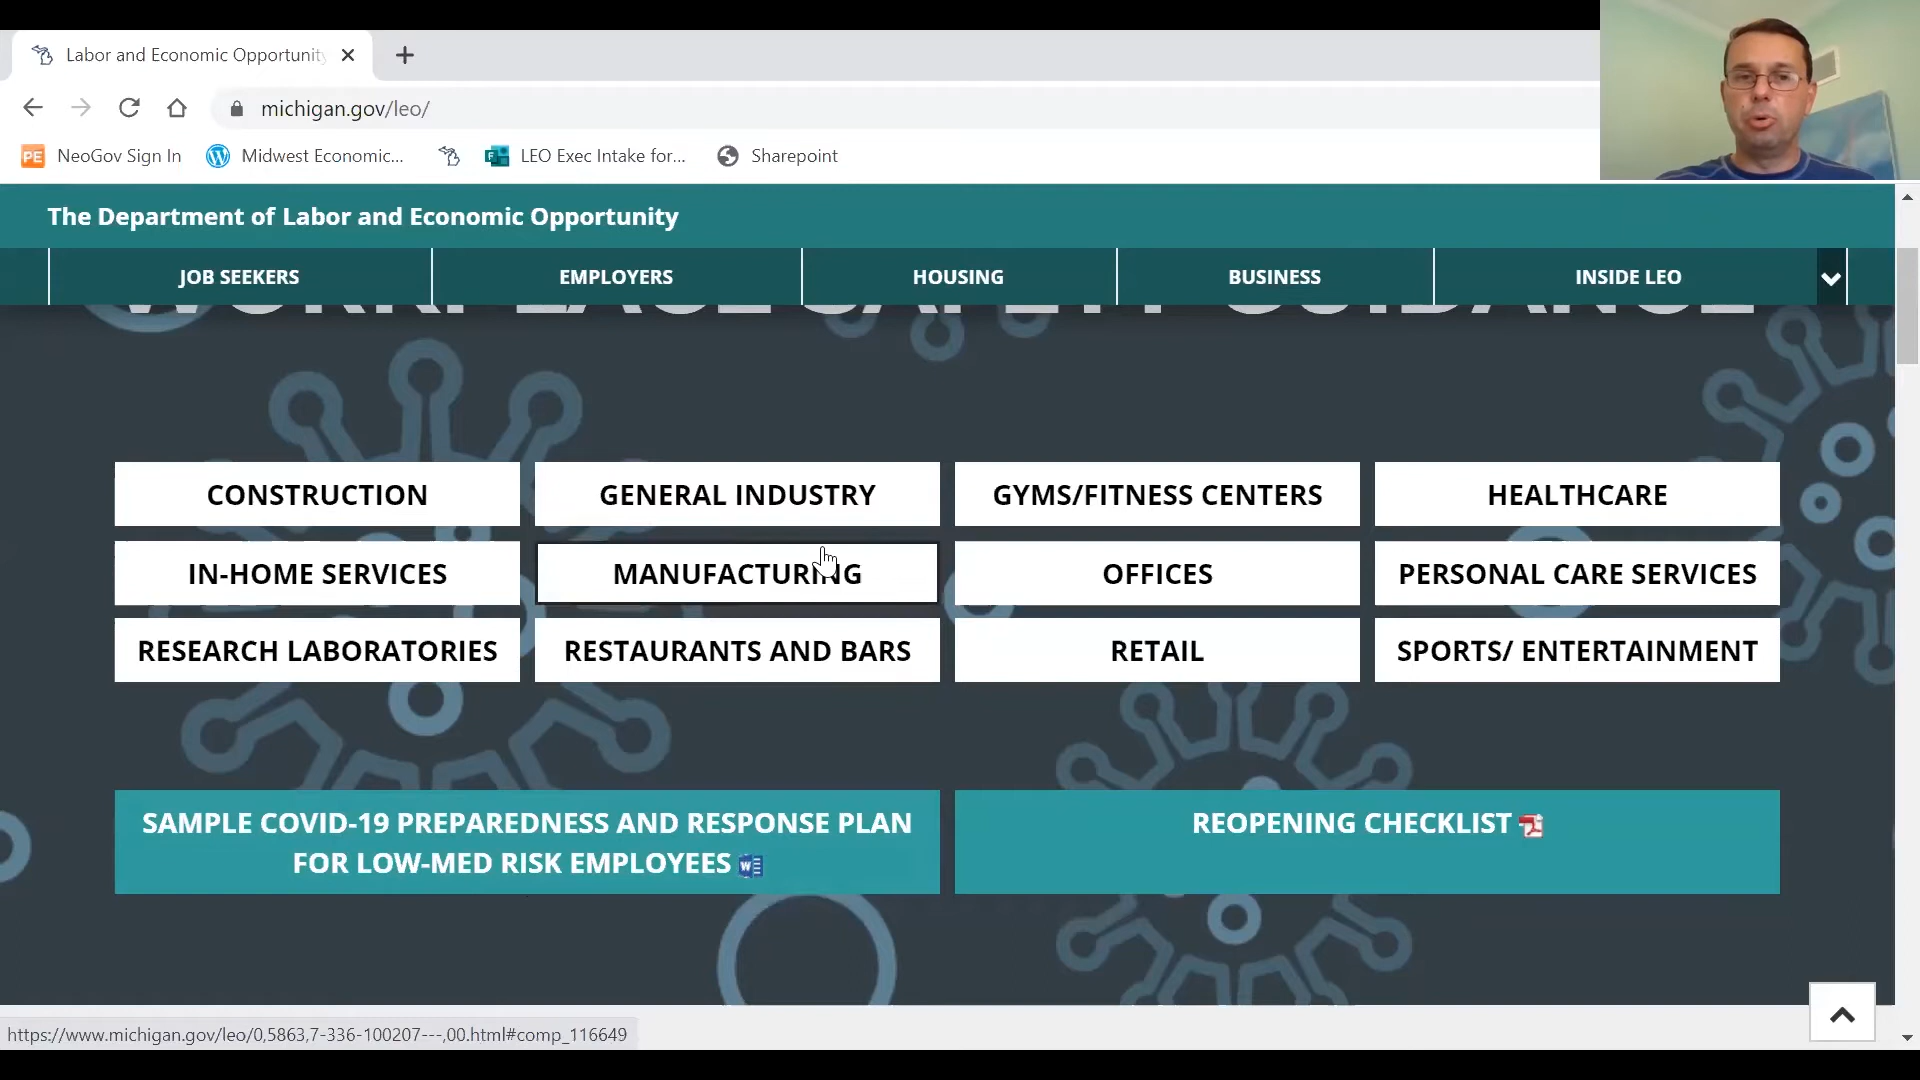 Labor and Economic Opportunity
michigan.gov/leo/
PE NeoGov Sign In Midwest Economic... LEO Exec Intake for... Sharepoint
The Department of Labor and Economic Opportunity
JOB SEEKERS EMPLOYERS HOUSING BUSINESS INSIDE LEO
WORKPLACE SAFETY GUIDANCE
CONSTRUCTION GENERAL INDUSTRY GYMS/FITNESS CENTERS HEALTHCARE
IN-HOME SERVICES MANUFACTURING OFFICES PERSONAL CARE SERVICES
RESEARCH LABORATORIES RESTAURANTS AND BARS RETAIL SPORTS/ ENTERTAINMENT
SAMPLE COVID-19 PREPAREDNESS AND RESPONSE PLAN
FOR LOW-MED RISK EMPLOYEES
REOPENING CHECKLIST
https://www.michigan.gov/leo/0,5863,7-336-100207---,00.html#comp_116649